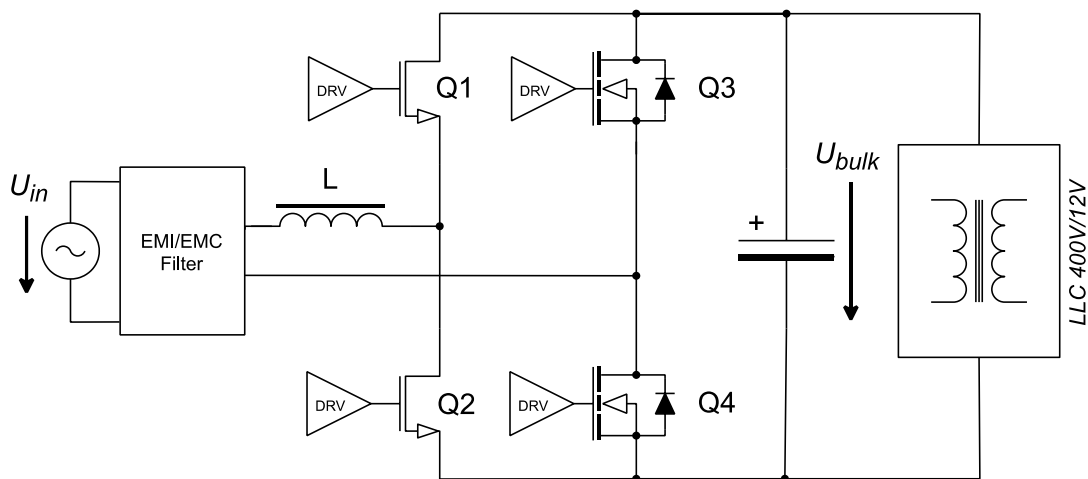 DRV
Q1
DRV
Q3
U_in
L
U_bulk
EMI/EMC
Filter
+
LLC 400V/12V
DRV
Q2
DRV
Q4